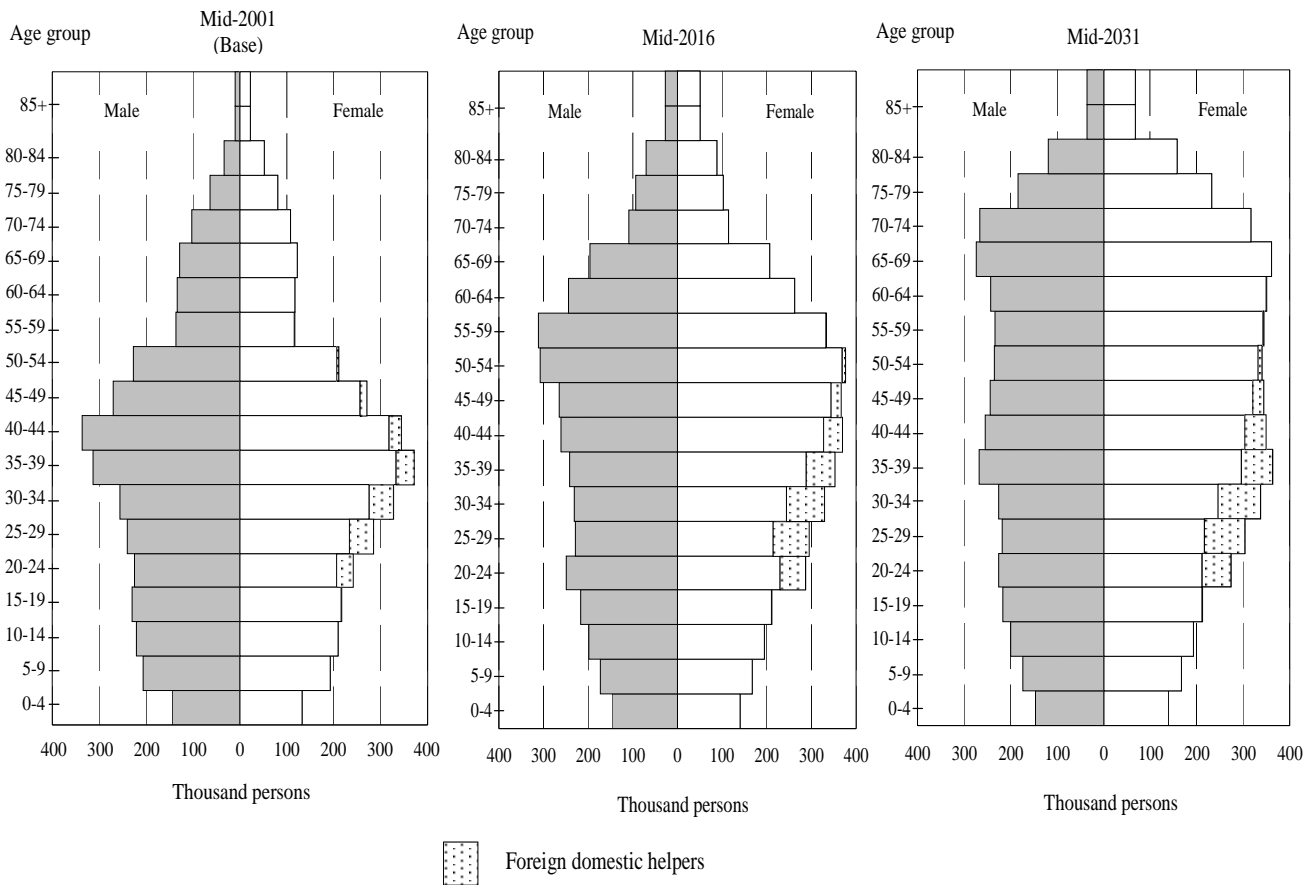 Mid-2001
(Base)
Age group
Male
Female
85+
80-84
75-79
70-74
65-69
60-64
55-59
50-54
45-49
40-44
35-39
30-34
25-29
20-24
15-19
10-14
5-9
0-4
400 300 200 100 0 100 200 300 400
Thousand persons
Mid-2016
Age group
Male
Female
85+
80-84
75-79
70-74
65-69
60-64
55-59
50-54
45-49
40-44
35-39
30-34
25-29
20-24
15-19
10-14
5-9
0-4
400 300 200 100 0 100 200 300 400
Thousand persons
Mid-2031
Age group
Male
Female
85+
80-84
75-79
70-74
65-69
60-64
55-59
50-54
45-49
40-44
35-39
30-34
25-29
20-24
15-19
10-14
5-9
0-4
400 300 200 100 0 100 200 300 400
Thousand persons
Foreign domestic helpers